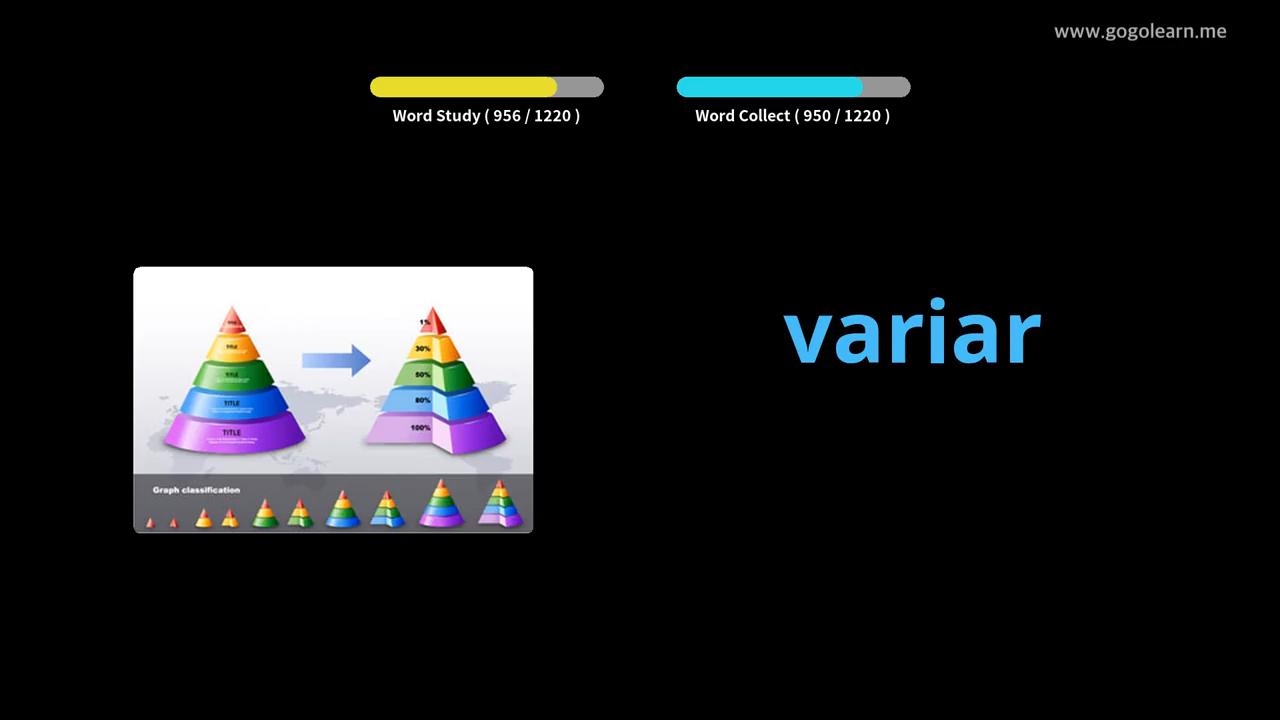 www.gogolearn.me
Word Study ( 956 / 1220 )
Word Collect ( 950 / 1220 )
variar
TITLE
TITLE
TITLE
TITLE
1%
30%
50%
80%
100%
Graph classification